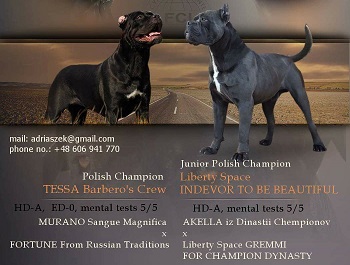 mail: adriaszek@gmail.com
phone no.: +48 606 941 770
Polish Champion
TESSA Barbero's Crew
HD-A, ED-0, mental tests 5/5
MURANO Sangue Magnifica
x
FORTUNE From Russian Traditions
Junior Polish Champion
Liberty Space
INDEVOR TO BE BEAUTIFUL
HD-A, mental tests 5/5
AKELLA iz Dinastii Chempionov
x
Liberty Space GREMMI
FOR CHAMPION DYNASTY